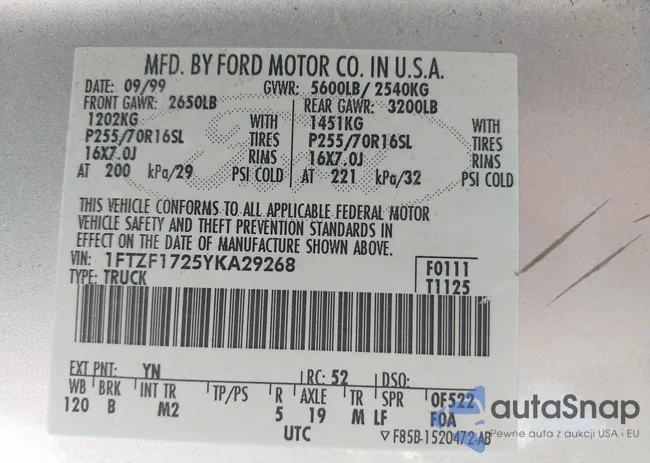 MFD. BY FORD MOTOR CO. IN U.S.A.
DATE: 09/99 GVWR: 5600LB/ 2540KG
FRONT GAWR: 2650LB REAR GAWR: 3200LB
1202KG WITH 1451KG WITH
P255/70R16SL TIRES P255/70R16SL TIRES
16X7.0J RIMS 16X7.0J RIMS
AT 200 kPa/29 PSI COLD AT 221 kPa/32 PSI COLD
THIS VEHICLE CONFORMS TO ALL APPLICABLE FEDERAL MOTOR
VEHICLE SAFETY AND THEFT PREVENTION STANDARDS IN
EFFECT ON THE DATE OF MANUFACTURE SHOWN ABOVE.
VIN: 1FTZF1725YKA29268 F0111
TYPE: TRUCK T1125
EXT PNT: YN RC: 52 DSO:
WB BRK INT TR TP/PS R AXLE TR SPR 0F522
120 B M2 5 19 M LF F0A
UTC ▽F85B-1520472-AB
autaSnap
Pewne auta z aukcji USA i EU